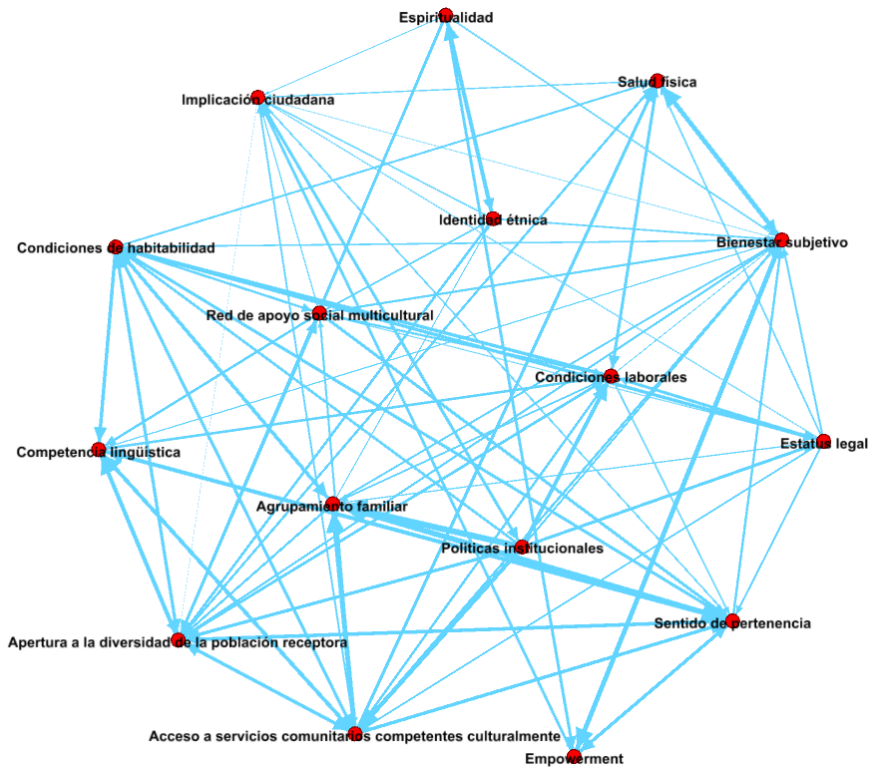 Espiritualidad
Salud física
Implicación ciudadana
Identidad étnica
Bienestar subjetivo
Condiciones de habitabilidad
Red de apoyo social multicultural
Condiciones laborales
Estatus legal
Competencia lingüística
Agrupamiento familiar
Políticas institucionales
Sentido de pertenencia
Apertura a la diversidad de la población receptora
Acceso a servicios comunitarios competentes culturalmente
Empowerment